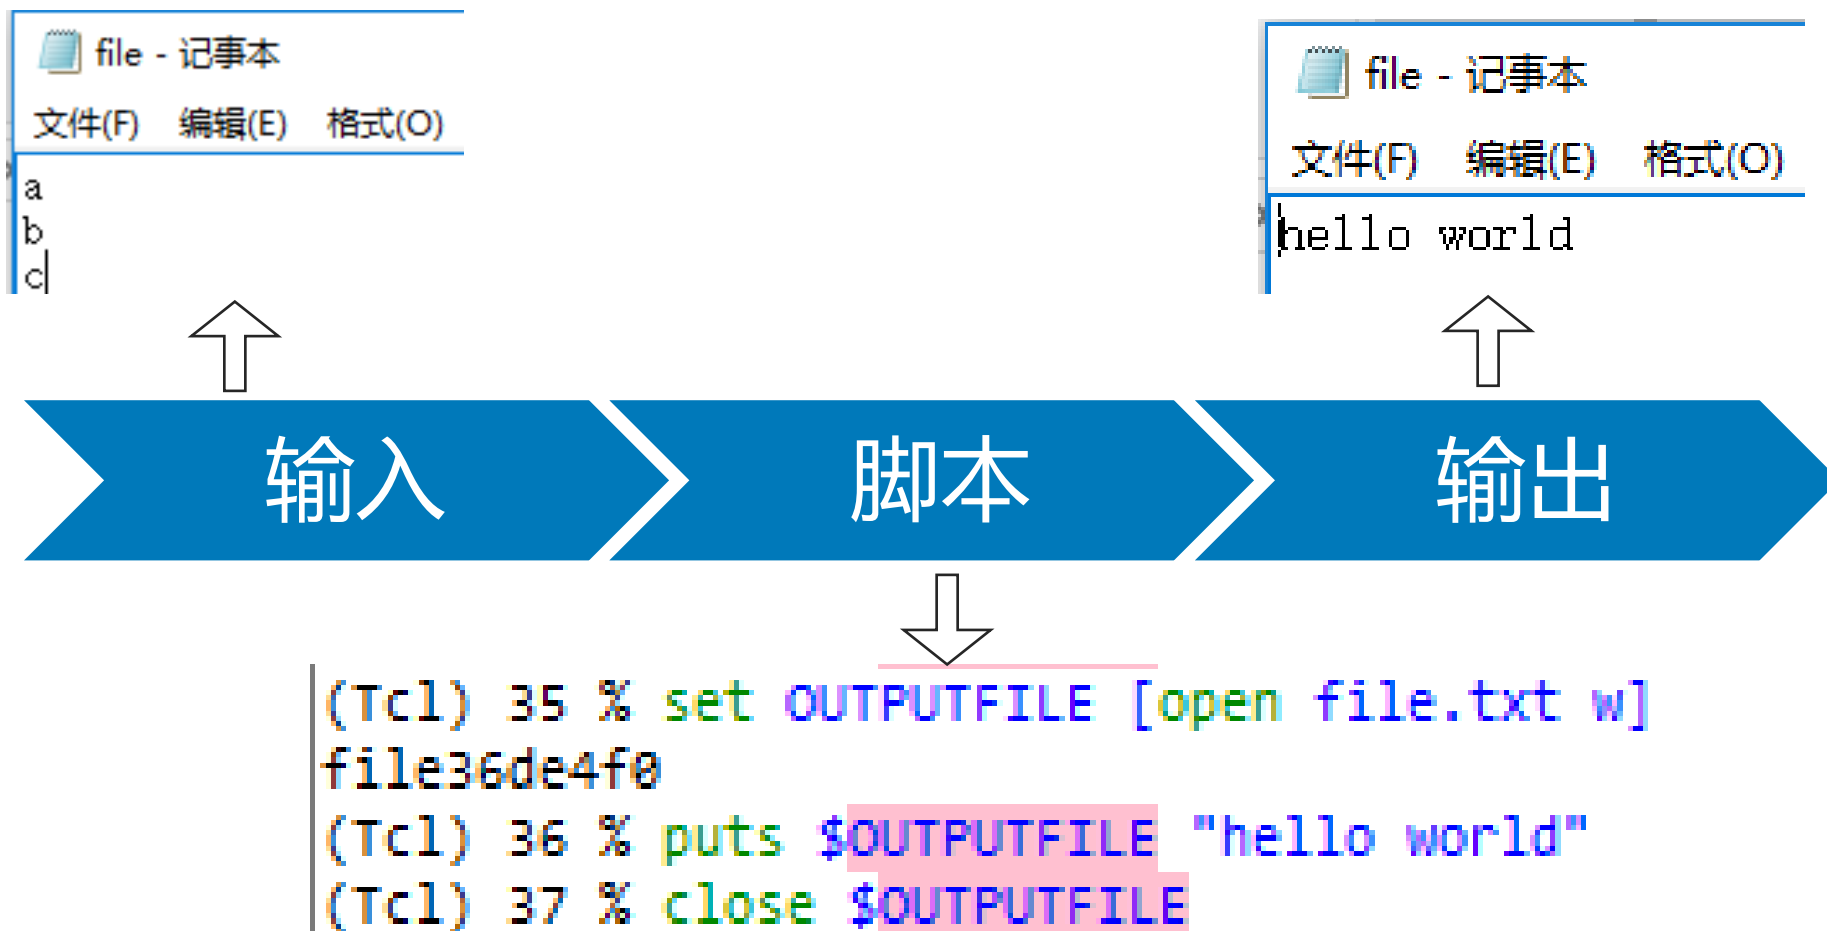 file - 记事本
文件(F) 编辑(E) 格式(O)
a
b
c
file - 记事本
文件(F) 编辑(E) 格式(O)
hello world
输入
脚本
输出
(Tcl) 35 % set OUTPUTFILE [open file.txt w]
file36de4f0
(Tcl) 36 % puts $OUTPUTFILE "hello world"
(Tcl) 37 % close $OUTPUTFILE